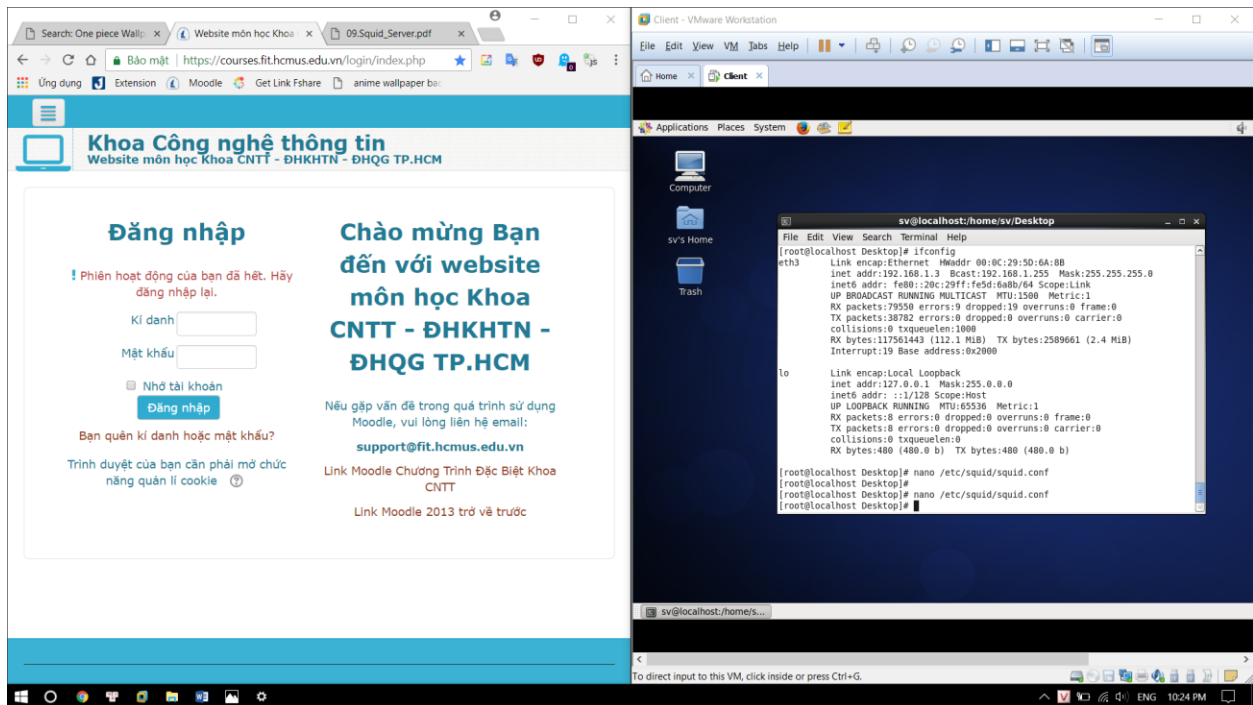 Search: One piece Wallp
Website môn học Khoa
09.Squid_Server.pdf
Bảo mật | https://courses.fit.hcmus.edu.vn/login/index.php
Ứng dụng Extension Moodle Get Link Fshare anime wallpaper bac
Khoa Công nghệ thông tin
Website môn học Khoa CNTT - ĐHKHTN - ĐHQG TP.HCM
Đăng nhập
! Phiên hoạt động của bạn đã hết. Hãy
đăng nhập lại.
Kí danh
Mật khẩu
Nhớ tài khoản
Đăng nhập
Bạn quên kí danh hoặc mật khẩu?
Trình duyệt của bạn cần phải mở chức
năng quản lí cookie ?
Chào mừng Bạn
đến với website
môn học Khoa
CNTT - ĐHKHTN -
ĐHQG TP.HCM
Nếu gặp vấn đề trong quá trình sử dụng
Moodle, vui lòng liên hệ email:
support@fit.hcmus.edu.vn
Link Moodle Chương Trình Đặc Biệt Khoa
CNTT
Link Moodle 2013 trở về trước
Client - VMware Workstation
File Edit View VM Tabs Help
Home Client
Applications Places System
Computer
sv's Home
Trash
sv@localhost:/home/sv/Desktop
File Edit View Search Terminal Help
[root@localhost Desktop]# ifconfig
eth3 Link encap:Ethernet HWaddr 00:0C:29:5D:6A:8B
inet addr:192.168.1.3 Bcast:192.168.1.255 Mask:255.255.255.0
inet6 addr: fe80::20c:29ff:fe5d:6a8b/64 Scope:Link
UP BROADCAST RUNNING MULTICAST MTU:1500 Metric:1
RX packets:79550 errors:9 dropped:19 overruns:0 frame:0
TX packets:38782 errors:0 dropped:0 overruns:0 carrier:0
collisions:0 txqueuelen:1000
RX bytes:117561443 (112.1 MiB) TX bytes:2589661 (2.4 MiB)
Interrupt:19 Base address:0x2000
lo Link encap:Local Loopback
inet addr:127.0.0.1 Mask:255.0.0.0
inet6 addr: ::1/128 Scope:Host
UP LOOPBACK RUNNING MTU:65536 Metric:1
RX packets:8 errors:0 dropped:0 overruns:0 frame:0
TX packets:8 errors:0 dropped:0 overruns:0 carrier:0
collisions:0 txqueuelen:0
RX bytes:480 (480.0 b) TX bytes:480 (480.0 b)
[root@localhost Desktop]# nano /etc/squid/squid.conf
[root@localhost Desktop]#
[root@localhost Desktop]# nano /etc/squid/squid.conf
[root@localhost Desktop]#
sv@localhost:/home/s...
To direct input to this VM, click inside or press Ctrl+G.
ENG 10:24 PM